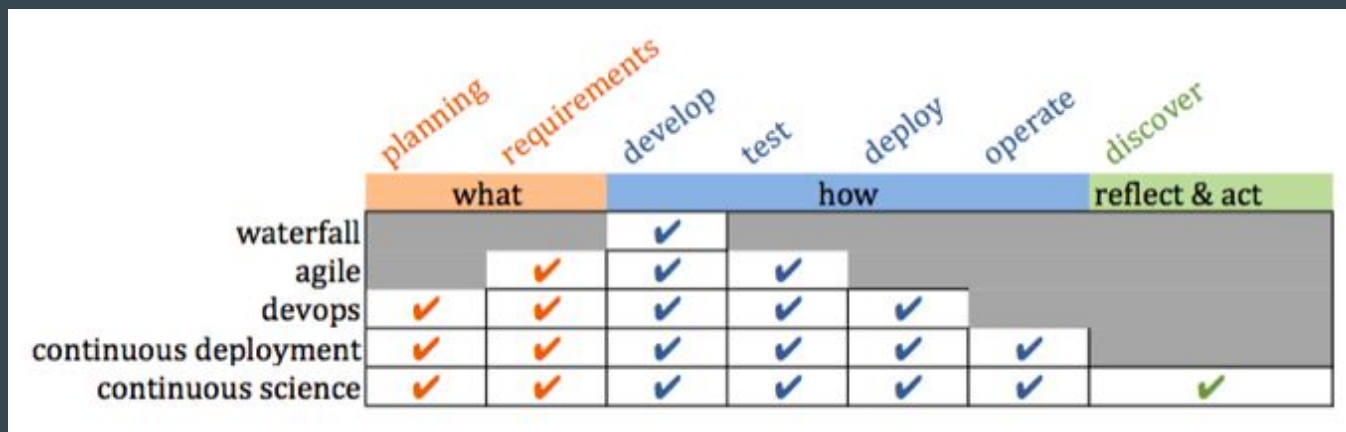 planning requirements develop test deploy operate discover
what how reflect & act
waterfall ✔
agile ✔ ✔ ✔
devops ✔ ✔ ✔ ✔ ✔
continuous deployment ✔ ✔ ✔ ✔ ✔ ✔
continuous science ✔ ✔ ✔ ✔ ✔ ✔ ✔